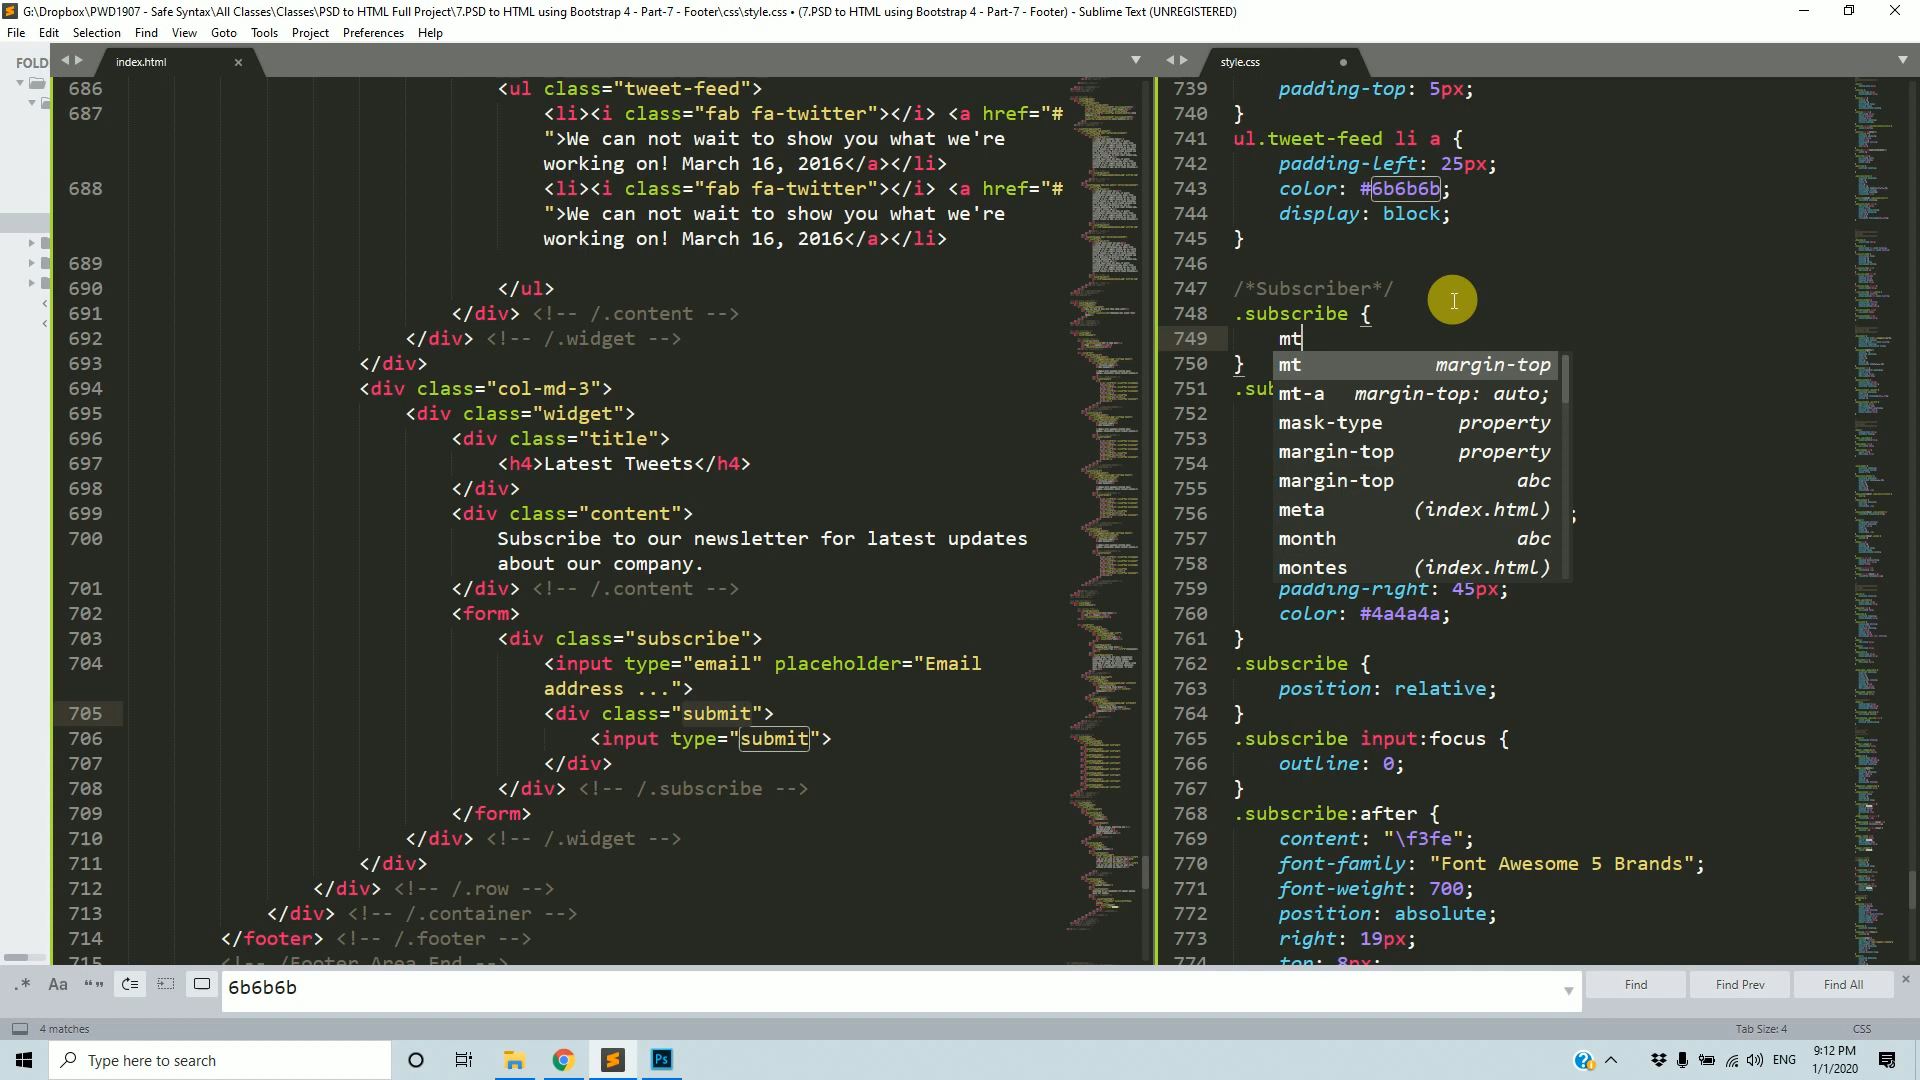 G:\Dropbox\PWD1907 - Safe Syntax\All Classes\Classes\PSD to HTML Full Project\7.PSD to HTML using Bootstrap 4 - Part-7 - Footer\css\style.css • (7.PSD to HTML using Bootstrap 4 - Part-7 - Footer) - Sublime Text (UNREGISTERED)
File Edit Selection Find View Goto Tools Project Preferences Help
FOLD
index.html
686 <ul class="tweet-feed">
687 <li><i class="fab fa-twitter"></i> <a href="#
">We can not wait to show you what we're
working on! March 16, 2016</a></li>
688 <li><i class="fab fa-twitter"></i> <a href="#
">We can not wait to show you what we're
working on! March 16, 2016</a></li>
689
690 </ul>
691 </div> <!-- /.content -->
692 </div> <!-- /.widget -->
693 </div>
694 <div class="col-md-3">
695 <div class="widget">
696 <div class="title">
697 <h4>Latest Tweets</h4>
698 </div>
699 <div class="content">
700 Subscribe to our newsletter for latest updates
about our company.
701 </div> <!-- /.content -->
702 <form>
703 <div class="subscribe">
704 <input type="email" placeholder="Email
address ...">
705 <div class="submit">
706 <input type="submit">
707 </div>
708 </div> <!-- /.subscribe -->
709 </form>
710 </div> <!-- /.widget -->
711 </div>
712 </div> <!-- /.row -->
713 </div> <!-- /.container -->
714 </footer> <!-- /.footer -->
715 <!-- /Footer Area End -->
style.css
739 padding-top: 5px;
740 }
741 ul.tweet-feed li a {
742 padding-left: 25px;
743 color: #6b6b6b;
744 display: block;
745 }
746
747 /*Subscriber*/
748 .subscribe {
749 mt
750 }
mt margin-top
751 .sub
mt-a margin-top: auto;
752
mask-type property
753
margin-top property
754
755
margin-top abc
756 ;
meta (index.html)
757
month abc
758
montes (index.html)
759 padding-right: 45px;
760 color: #4a4a4a;
761 }
762 .subscribe {
763 position: relative;
764 }
765 .subscribe input:focus {
766 outline: 0;
767 }
768 .subscribe:after {
769 content: "\f3fe";
770 font-family: "Font Awesome 5 Brands";
771 font-weight: 700;
772 position: absolute;
773 right: 19px;
774 top: 8px;
.* Aa “” 6b6b6b Find Find Prev Find All
4 matches Tab Size: 4 CSS
Type here to search
Ps
ENG
9:12 PM
1/1/2020